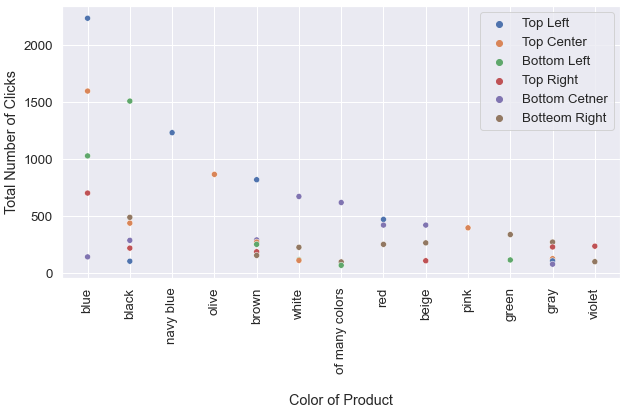 Total Number of Clicks
2000
1500
1000
500
0
Top Left
Top Center
Bottom Left
Top Right
Bottom Cetner
Botteom Right
blue
black
navy blue
olive
brown
white
of many colors
red
beige
pink
green
gray
violet
Color of Product